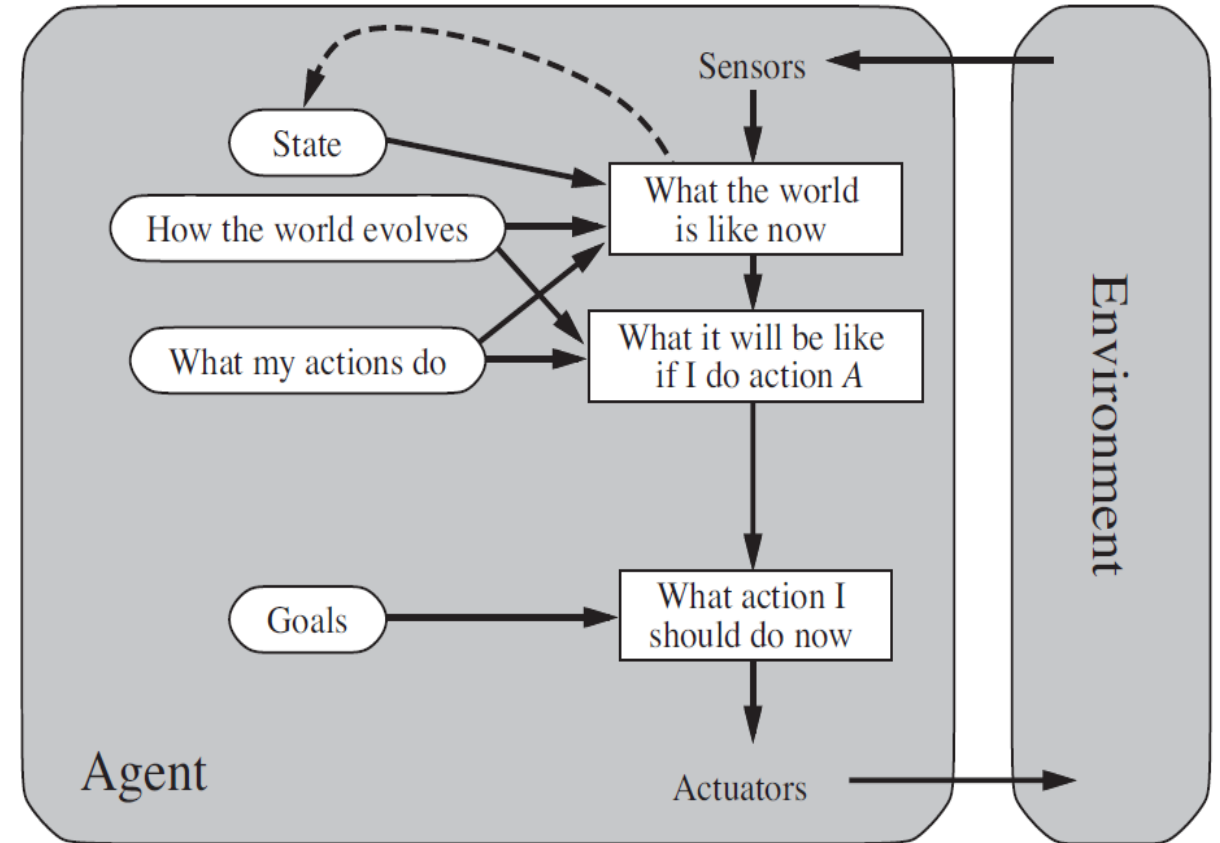 Sensors
State
What the world
is like now
How the world evolves
What it will be like
if I do action A
What my actions do
Environment
Goals
What action I
should do now
Agent
Actuators